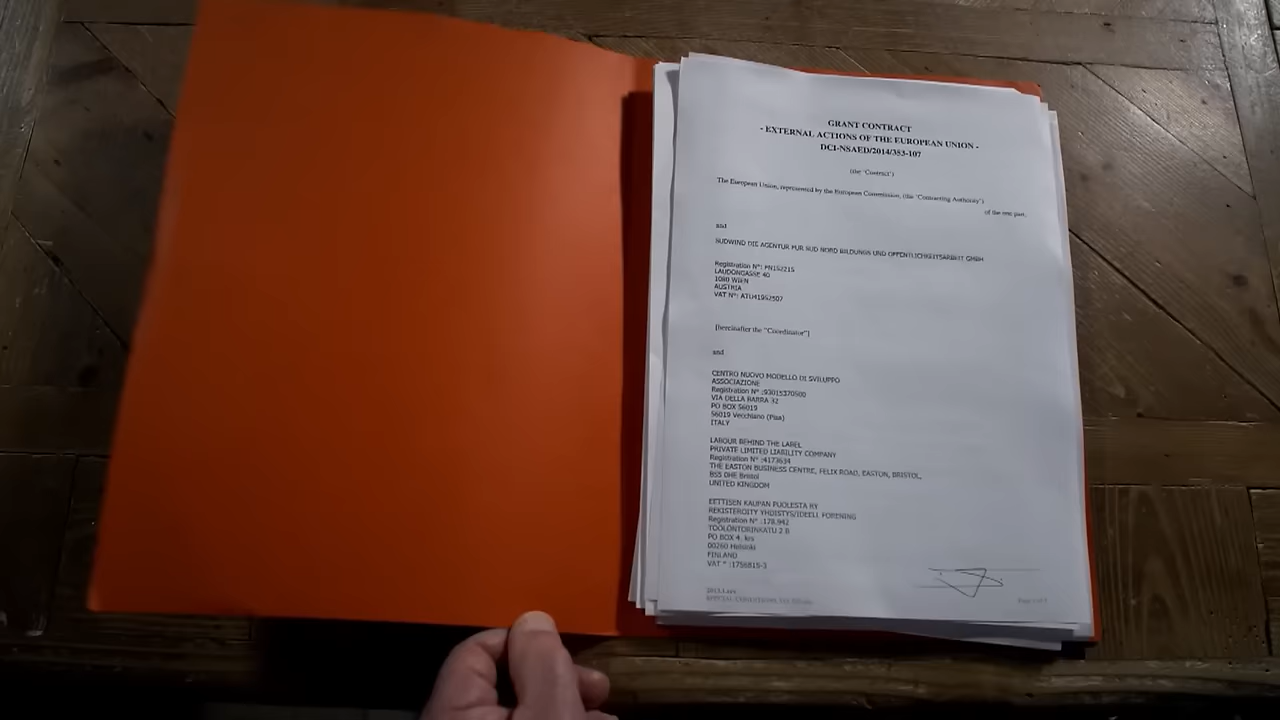 GRANT CONTRACT
- EXTERNAL ACTIONS OF THE EUROPEAN UNION -
DCI-NSAED/2014/353-107
(the "Contract")
The European Union, represented by the European Commission, (the "Contracting Authority")
of the one part,
and
SUDWIND DIE AGENTUR FUR SUD NORD BILDUNGS UND OFFENTLICHKEITSARBEIT GMBH
Registration N°: FN152215
LAUDONGASSE 40
1080 WIEN
AUSTRIA
VAT N°: ATU41952507
[hereinafter the "Coordinator"]
and
CENTRO NUOVO MODELLO DI SVILUPPO
ASSOCIAZIONE
Registration N° :93015370500
VIA DELLA BARRA 32
PO BOX 56019
56019 Vecchiano (Pisa)
ITALY
LABOUR BEHIND THE LABEL
PRIVATE LIMITED LIABILITY COMPANY
Registration N° :4173634
THE EASTON BUSINESS CENTRE, FELIX ROAD, EASTON, BRISTOL,
BS5 0HE Bristol
UNITED KINGDOM
EETTISEN KAUPAN PUOLESTA RY
REKISTEROITY YHDISTYS/IDEELL FORENING
Registration N° :178.942
TOOLONTORINKATU 2 B
PO BOX 4. krs
00260 Helsinki
FINLAND
VAT ° :1756815-3